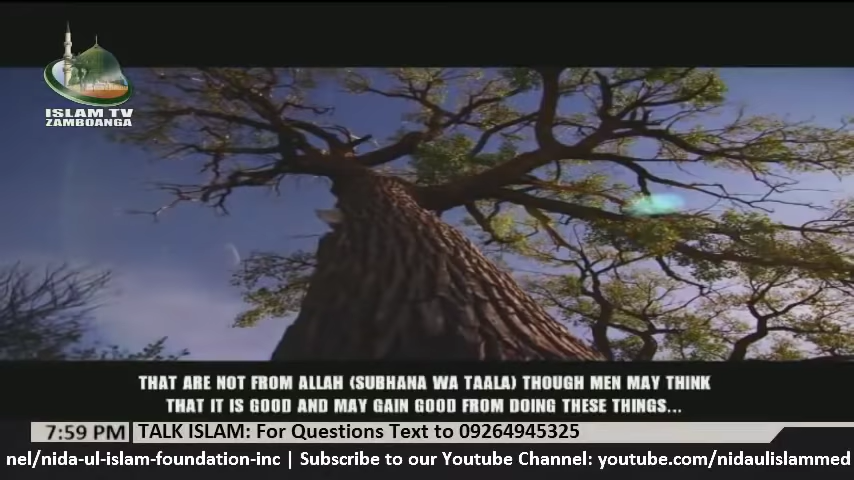 ISLAM TV
ZAMBOANGA
THAT ARE NOT FROM ALLAH (SUBHANA WA TAALA) THOUGH MEN MAY THINK
THAT IT IS GOOD AND MAY GAIN GOOD FROM DOING THESE THINGS...
7:59 PM TALK ISLAM: For Questions Text to 09264945325
nel/nida-ul-islam-foundation-inc | Subscribe to our Youtube Channel: youtube.com/nidaulislammed